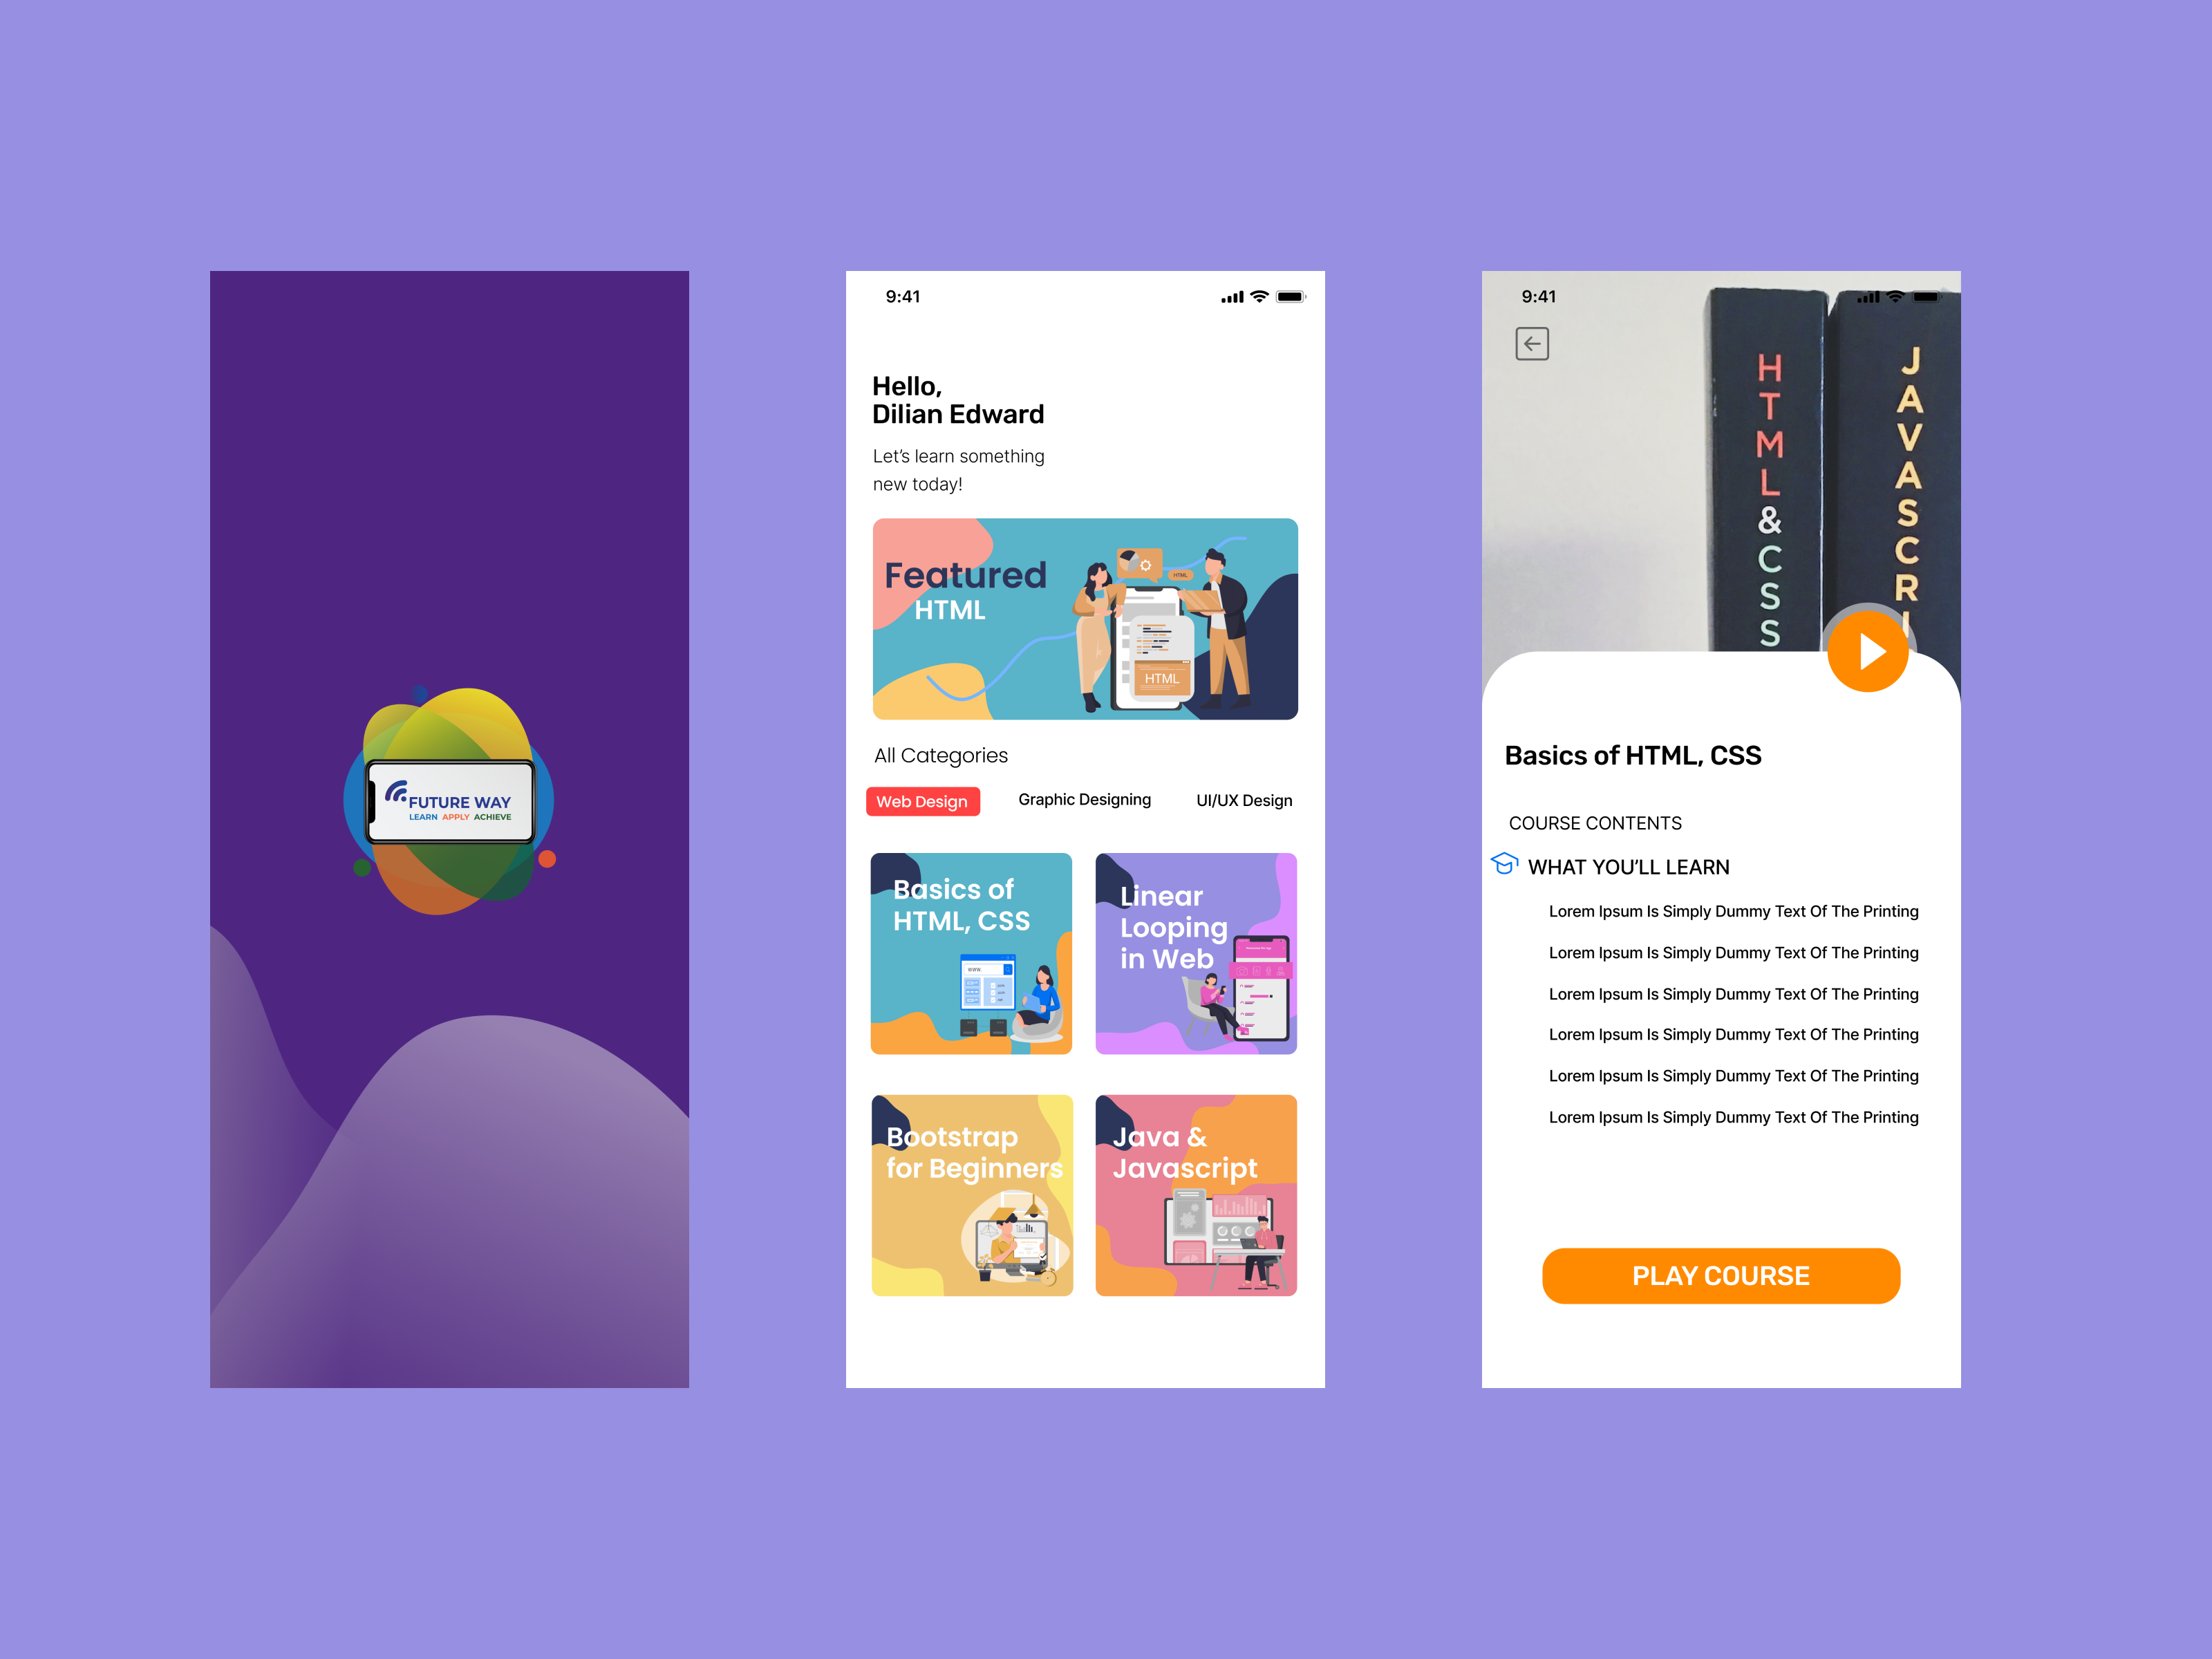 FUTURE WAY
LEARN APPLY ACHIEVE
9:41
Hello,
Dilian Edward
Let's learn something
new today!
Featured
HTML
HTML
HTML
All Categories
Web Design
Graphic Designing
UI/UX Design
Basics of
HTML, CSS
WWW.
Linear
Looping
in Web
Bootstrap
for Beginners
Java &
Javascript
9:41
HTML&CSS
JAVASCRI
Basics of HTML, CSS
COURSE CONTENTS
WHAT YOU'LL LEARN
Lorem Ipsum Is Simply Dummy Text Of The Printing
Lorem Ipsum Is Simply Dummy Text Of The Printing
Lorem Ipsum Is Simply Dummy Text Of The Printing
Lorem Ipsum Is Simply Dummy Text Of The Printing
Lorem Ipsum Is Simply Dummy Text Of The Printing
Lorem Ipsum Is Simply Dummy Text Of The Printing
PLAY COURSE